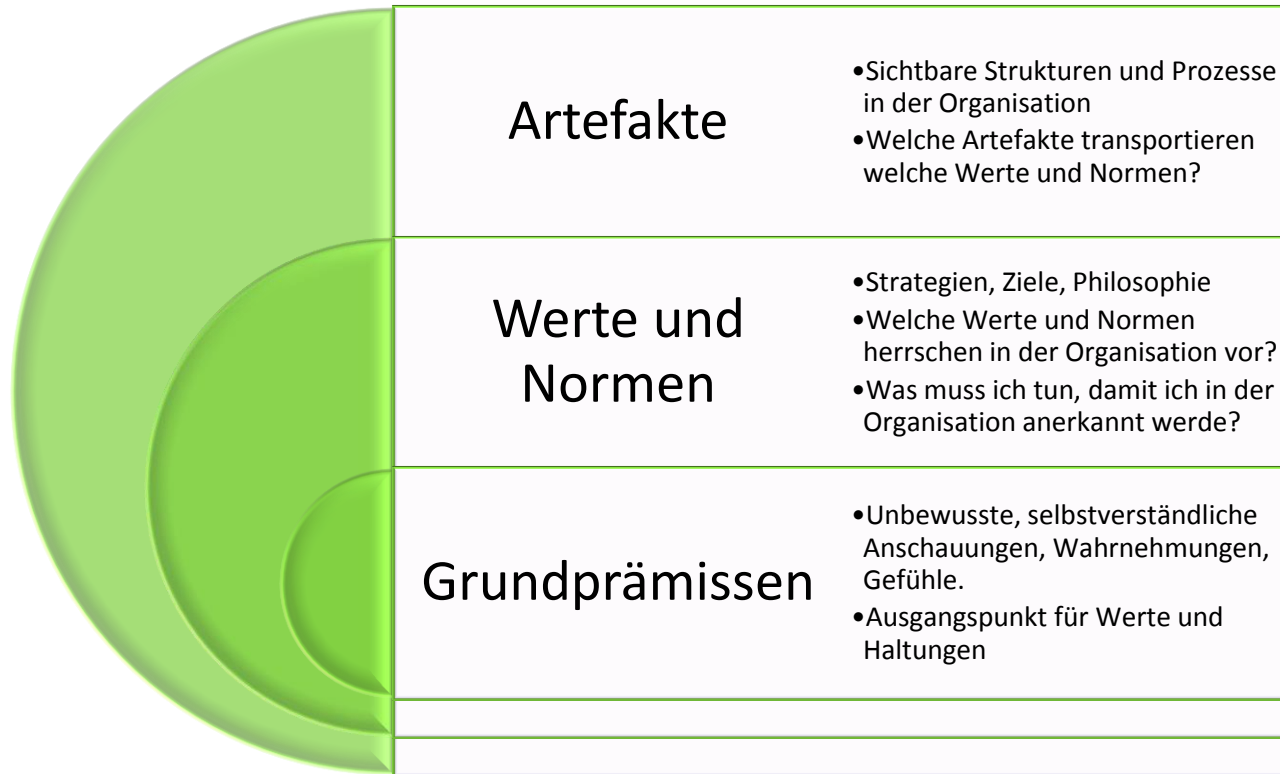 Artefakte
•Sichtbare Strukturen und Prozesse
in der Organisation
•Welche Artefakte transportieren
welche Werte und Normen?
Werte und
Normen
•Strategien, Ziele, Philosophie
•Welche Werte und Normen
herrschen in der Organisation vor?
•Was muss ich tun, damit ich in der
Organisation anerkannt werde?
Grundprämissen
•Unbewusste, selbstverständliche
Anschauungen, Wahrnehmungen,
Gefühle.
•Ausgangspunkt für Werte und
Haltungen